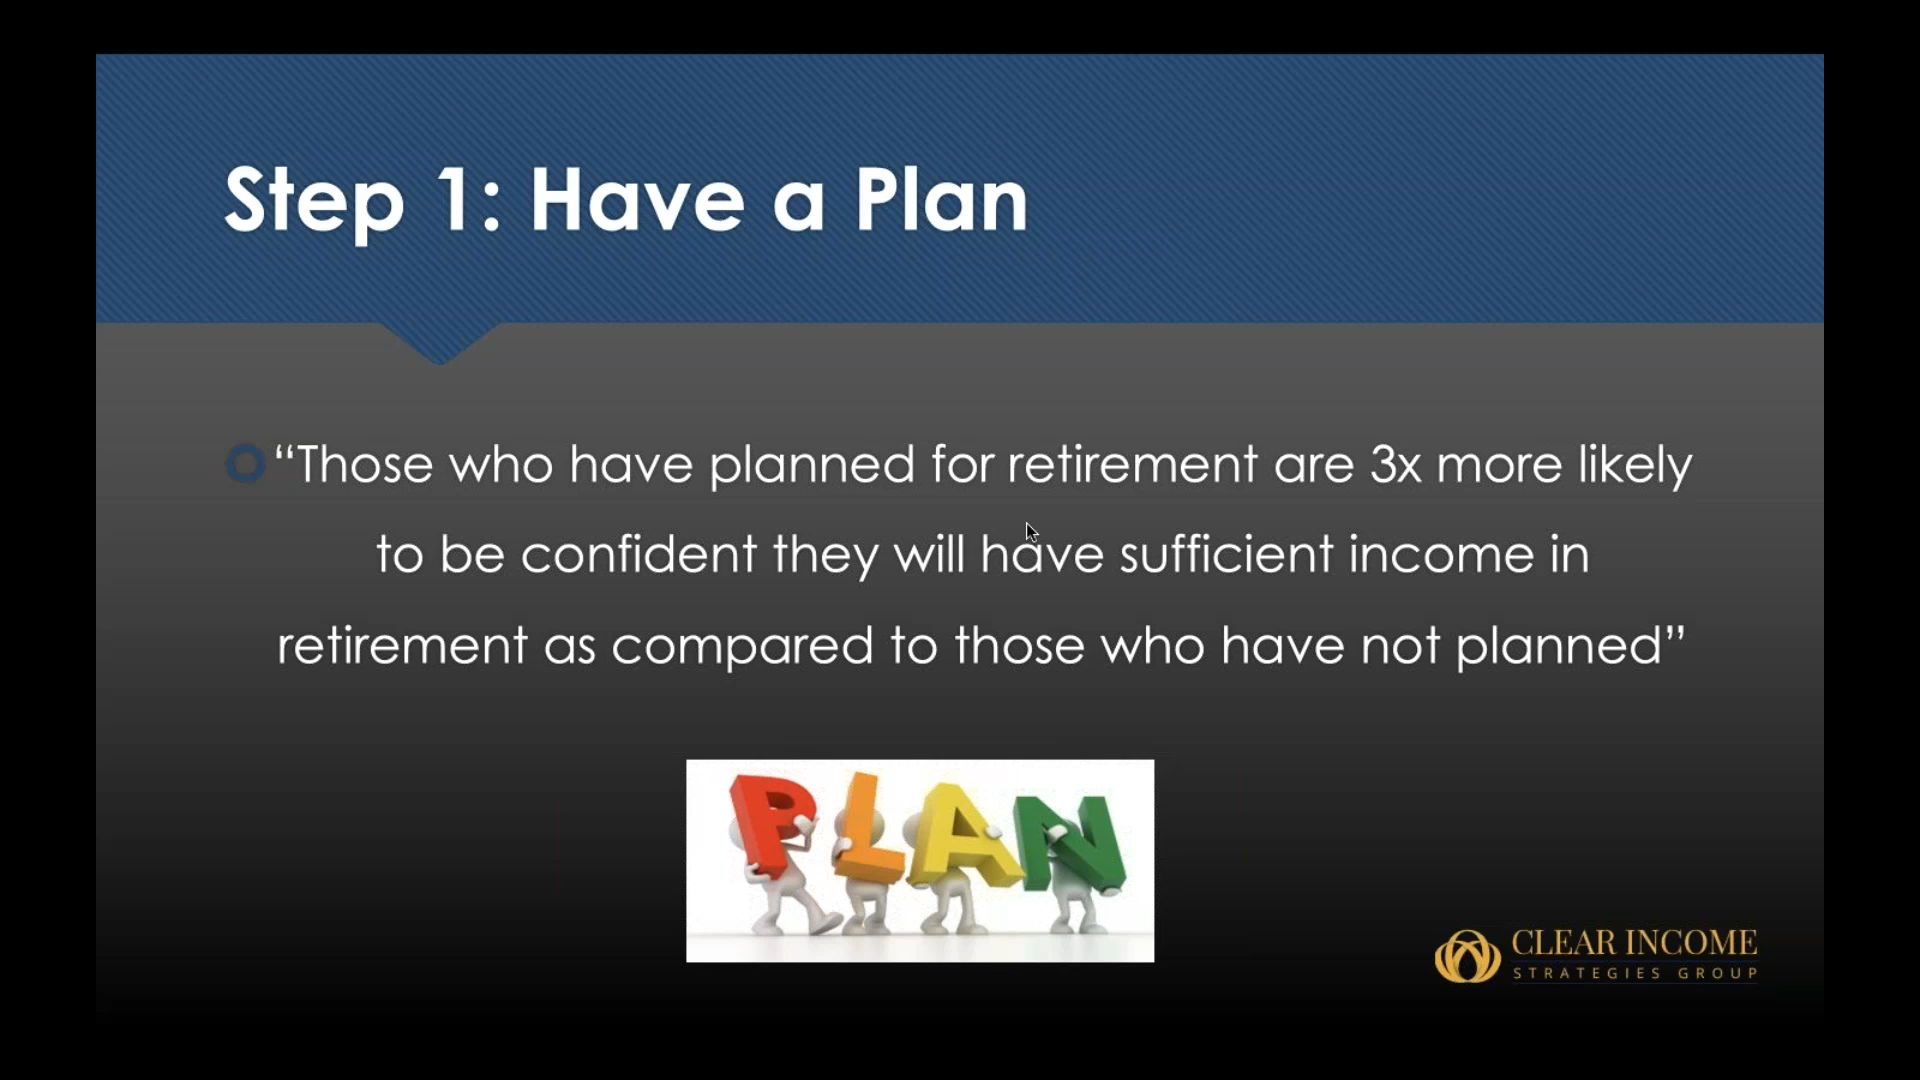 Step 1: Have a Plan
“Those who have planned for retirement are 3x more likely
to be confident they will have sufficient income in
retirement as compared to those who have not planned”
PLAN
CLEAR INCOME
STRATEGIES GROUP